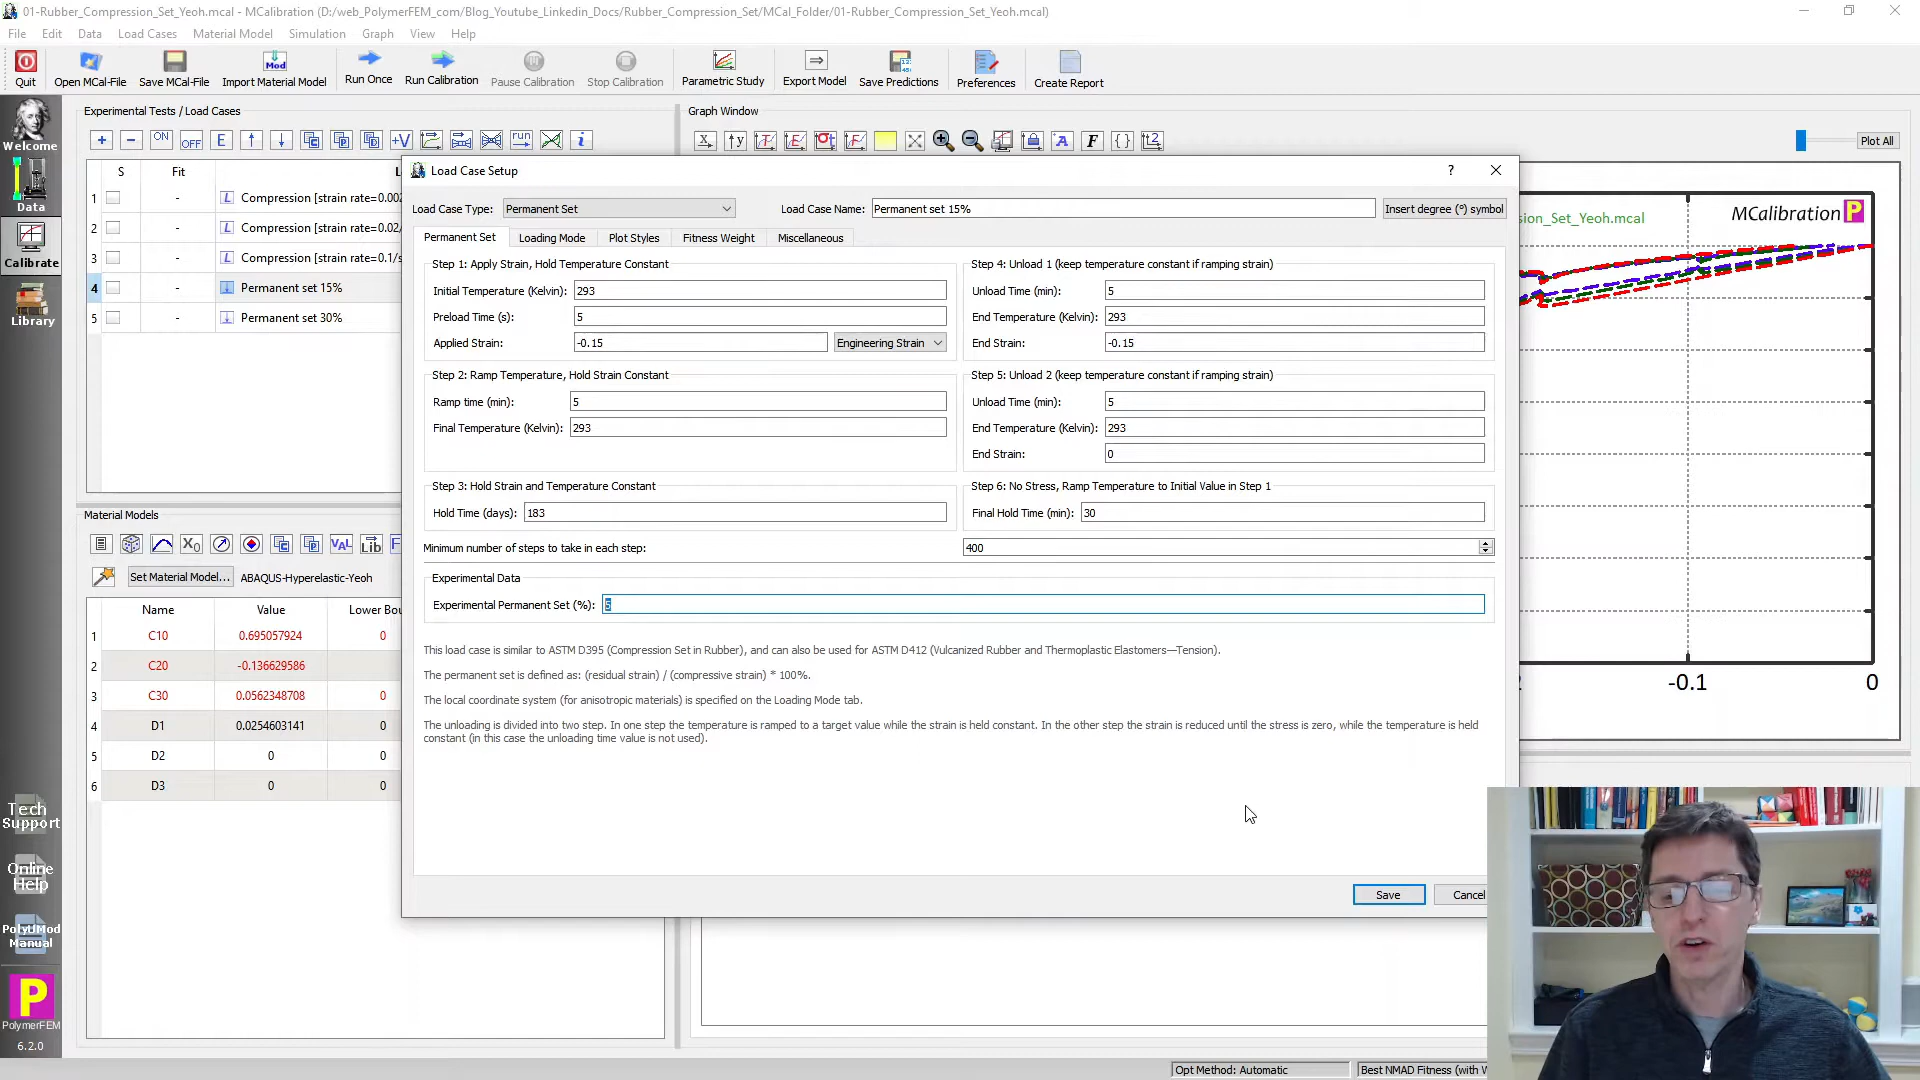 01-Rubber_Compression_Set_Yeoh.mcal - MCalibration (D:/web_PolymerFEM_com/Blog_Youtube_Linkedin_Docs/Rubber_Compression_Set/MCal_Folder/01-Rubber_Compression_Set_Yeoh.mcal)
File Edit Data Load Cases Material Model Simulation Graph View Help
Quit Open MCal-File Save MCal-File Import Material Model Run Once Run Calibration Pause Calibration Stop Calibration Parametric Study Export Model Save Predictions Preferences Create Report
Welcome
Data
Calibrate
Library
Tech Support
Online Help
PolyUMod Manual
PolymerFEM
6.2.0
Experimental Tests / Load Cases
ON OFF E +V run i
S Fit
1 - L Compression [strain rate=0.002
2 - L Compression [strain rate=0.02/
3 - L Compression [strain rate=0.1/s
4 - Permanent set 15%
5 - Permanent set 30%
Material Models
X0 VAL Lib F
Set Material Model... ABAQUS-Hyperelastic-Yeoh
Name Value Lower Bou
1 C10 0.695057924 0
2 C20 -0.136629586
3 C30 0.0562348708 0
4 D1 0.0254603141 0
5 D2 0 0
6 D3 0 0
Graph Window
Plot All
sion_Set_Yeoh.mcal
MCalibration P
-0.1 0
Load Case Setup
Load Case Type: Permanent Set Load Case Name: Permanent set 15% Insert degree (°) symbol
Permanent Set Loading Mode Plot Styles Fitness Weight Miscellaneous
Step 1: Apply Strain, Hold Temperature Constant
Initial Temperature (Kelvin): 293
Preload Time (s): 5
Applied Strain: -0.15 Engineering Strain
Step 2: Ramp Temperature, Hold Strain Constant
Ramp time (min): 5
Final Temperature (Kelvin): 293
Step 3: Hold Strain and Temperature Constant
Hold Time (days): 183
Step 4: Unload 1 (keep temperature constant if ramping strain)
Unload Time (min): 5
End Temperature (Kelvin): 293
End Strain: -0.15
Step 5: Unload 2 (keep temperature constant if ramping strain)
Unload Time (min): 5
End Temperature (Kelvin): 293
End Strain: 0
Step 6: No Stress, Ramp Temperature to Initial Value in Step 1
Final Hold Time (min): 30
Minimum number of steps to take in each step: 400
Experimental Data
Experimental Permanent Set (%): 5
This load case is similar to ASTM D395 (Compression Set in Rubber), and can also be used for ASTM D412 (Vulcanized Rubber and Thermoplastic Elastomers—Tension).
The permanent set is defined as: (residual strain) / (compressive strain) * 100%.
The local coordinate system (for anisotropic materials) is specified on the Loading Mode tab.
The unloading is divided into two step. In one step the temperature is ramped to a target value while the strain is held constant. In the other step the strain is reduced until the stress is zero, while the temperature is held
constant (in this case the unloading time value is not used).
Save Cancel
Opt Method: Automatic Best NMAD Fitness (with W